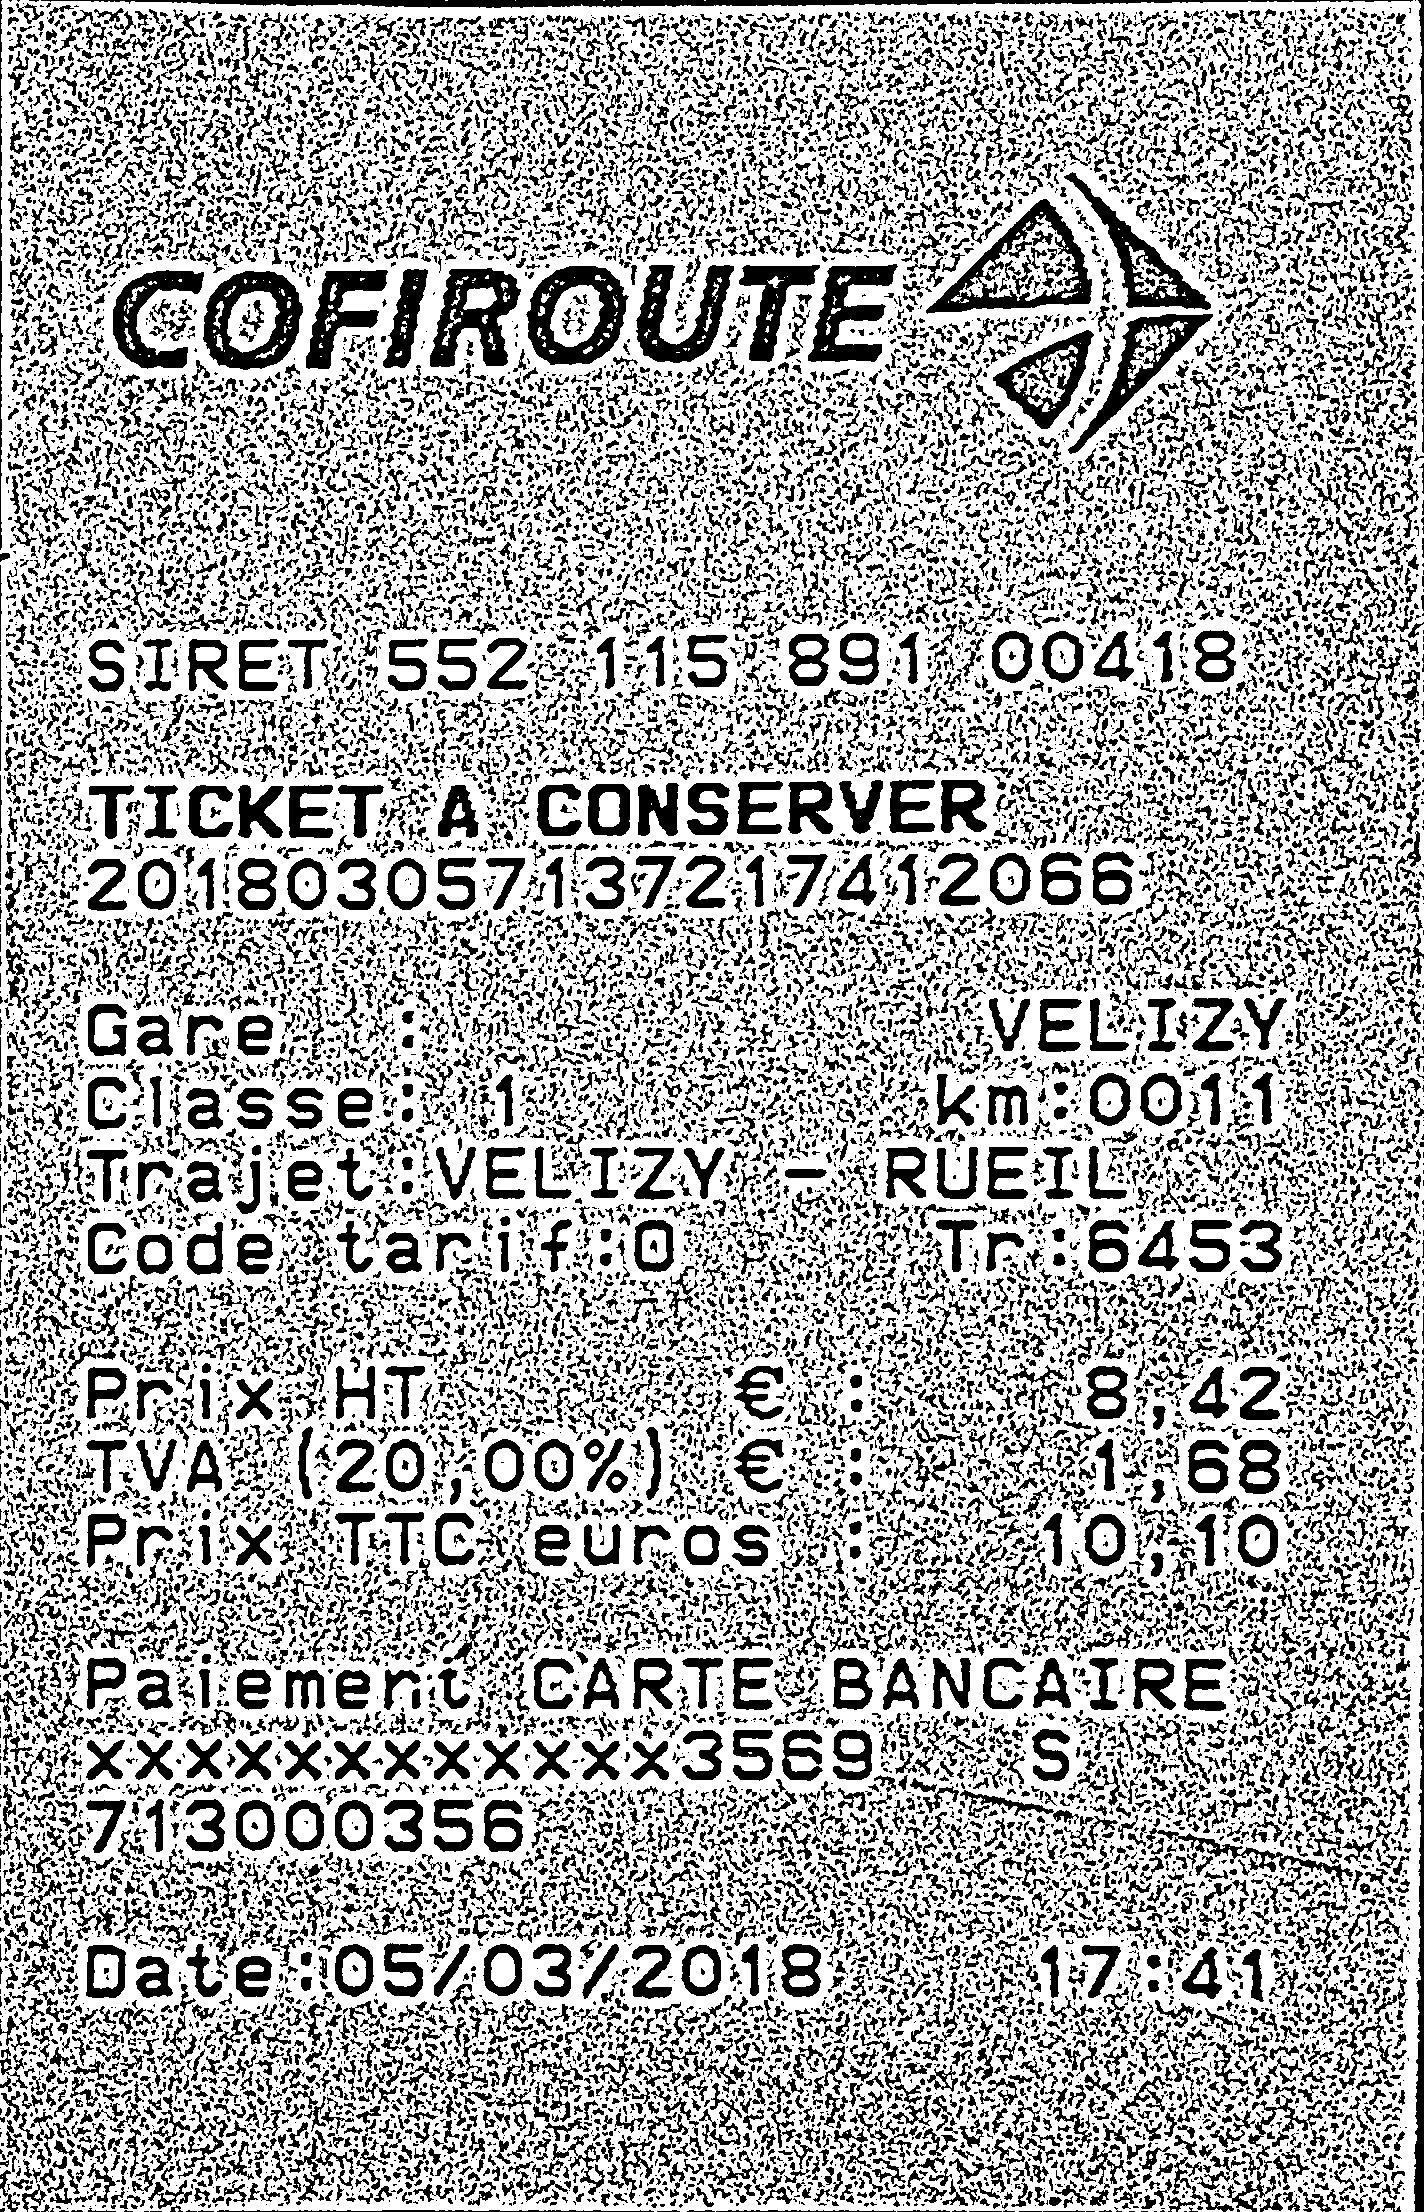 COFIROUTE
SIRET 552 115 891 00418
TICKET A CONSERVER
201803057137217412066
Gare : VELIZY
Classe: 1 km:0011
Trajet:VELIZY - RUEIL
Code tarif:0 Tr:6453
Prix HT € : 8,42
TVA (20,00%) € : 1,68
Prix TTC euros : 10,10
Paiement CARTE BANCAIRE
xxxxxxxxxxxx3569 S
713000356
Date:05/03/2018 17:41